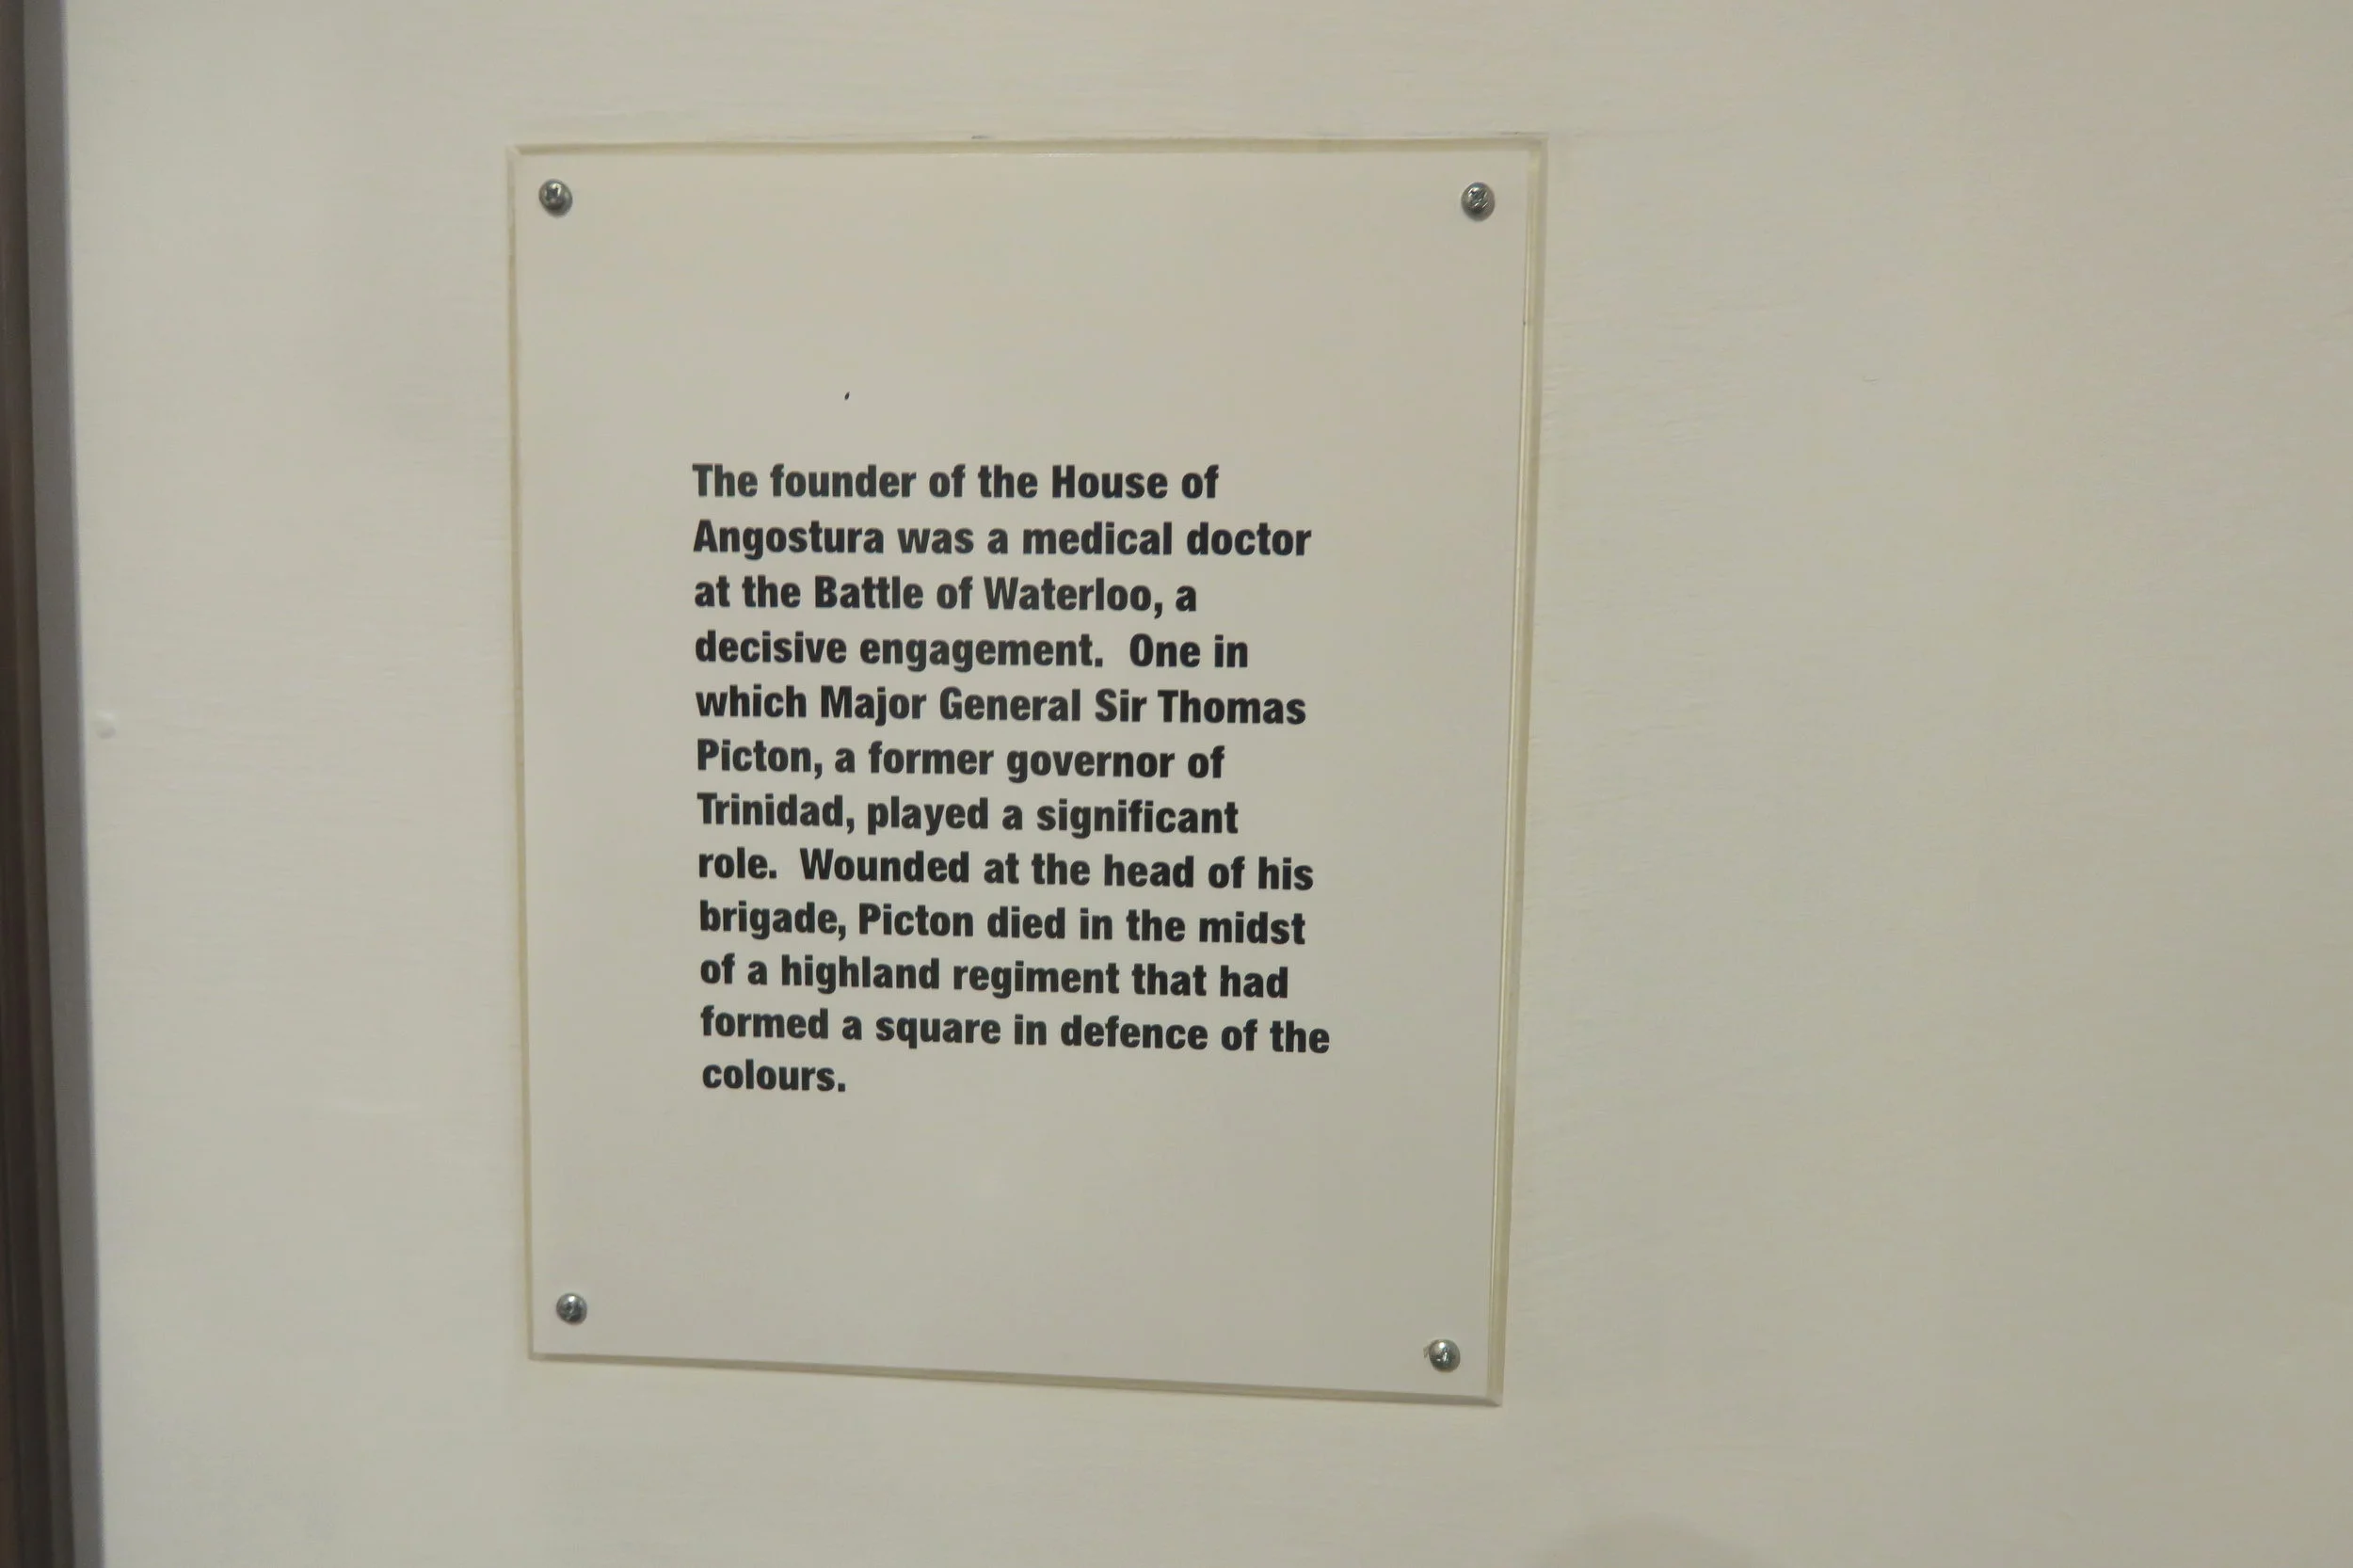 The founder of the House of
Angostura was a medical doctor
at the Battle of Waterloo, a
decisive engagement.  One in
which Major General Sir Thomas
Picton, a former governor of
Trinidad, played a significant
role.  Wounded at the head of his
brigade, Picton died in the midst
of a highland regiment that had
formed a square in defence of the
colours.